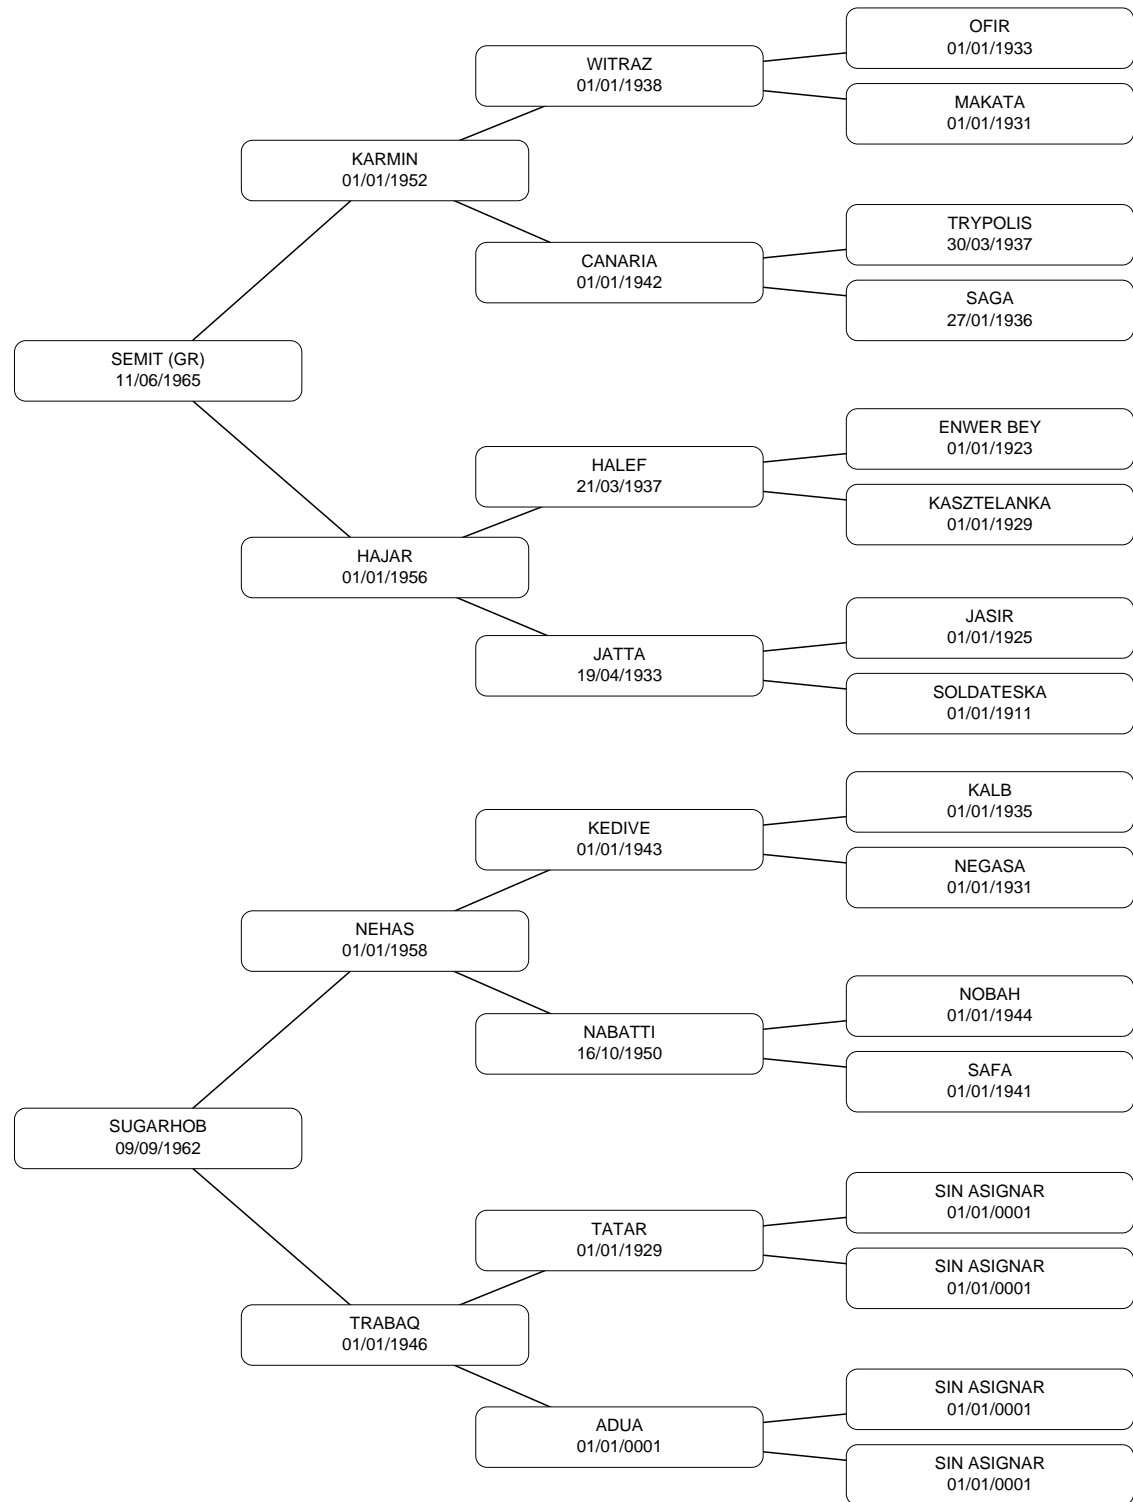 OFIR
01/01/1933
WITRAZ
01/01/1938
MAKATA
01/01/1931
KARMIN
01/01/1952
TRYPOLIS
30/03/1937
CANARIA
01/01/1942
SAGA
27/01/1936
SEMIT (GR)
11/06/1965
ENWER BEY
01/01/1923
HALEF
21/03/1937
KASZTELANKA
01/01/1929
HAJAR
01/01/1956
JASIR
01/01/1925
JATTA
19/04/1933
SOLDATESKA
01/01/1911
KALB
01/01/1935
KEDIVE
01/01/1943
NEGASA
01/01/1931
NEHAS
01/01/1958
NOBAH
01/01/1944
NABATTI
16/10/1950
SAFA
01/01/1941
SUGARHOB
09/09/1962
SIN ASIGNAR
01/01/0001
TATAR
01/01/1929
SIN ASIGNAR
01/01/0001
TRABAQ
01/01/1946
SIN ASIGNAR
01/01/0001
ADUA
01/01/0001
SIN ASIGNAR
01/01/0001